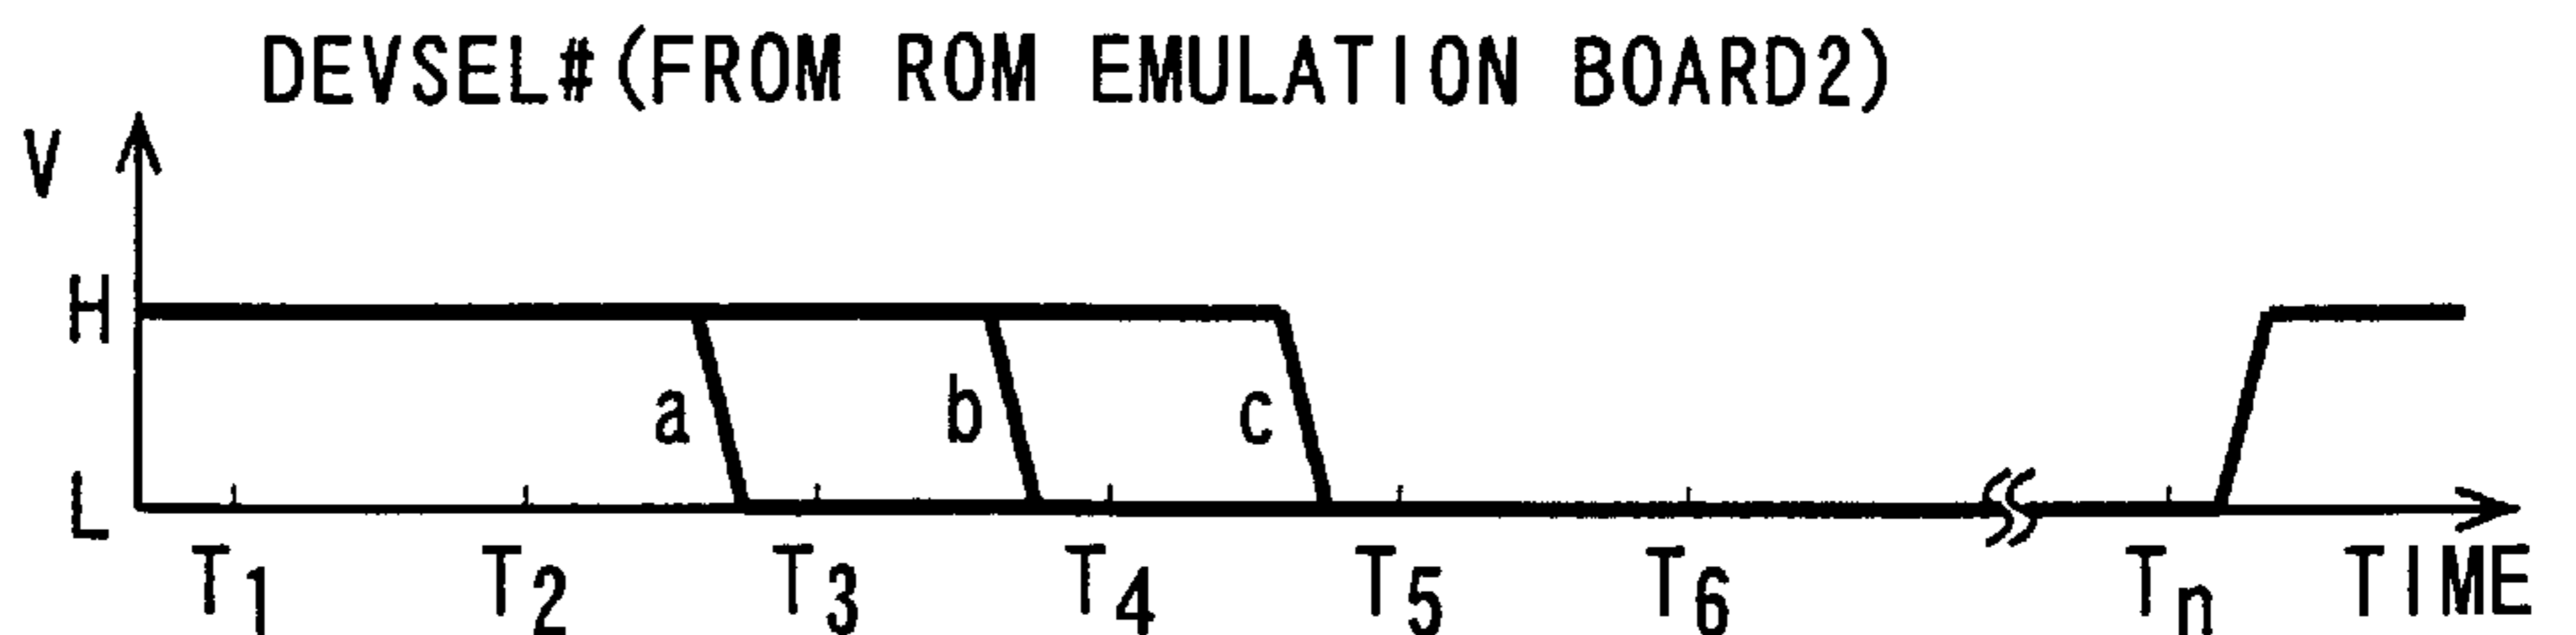 DEVSEL#(FROM ROM EMULATION BOARD2)
V
H
a b c
L
T1 T2 T3 T4 T5 T6 Tn TIME